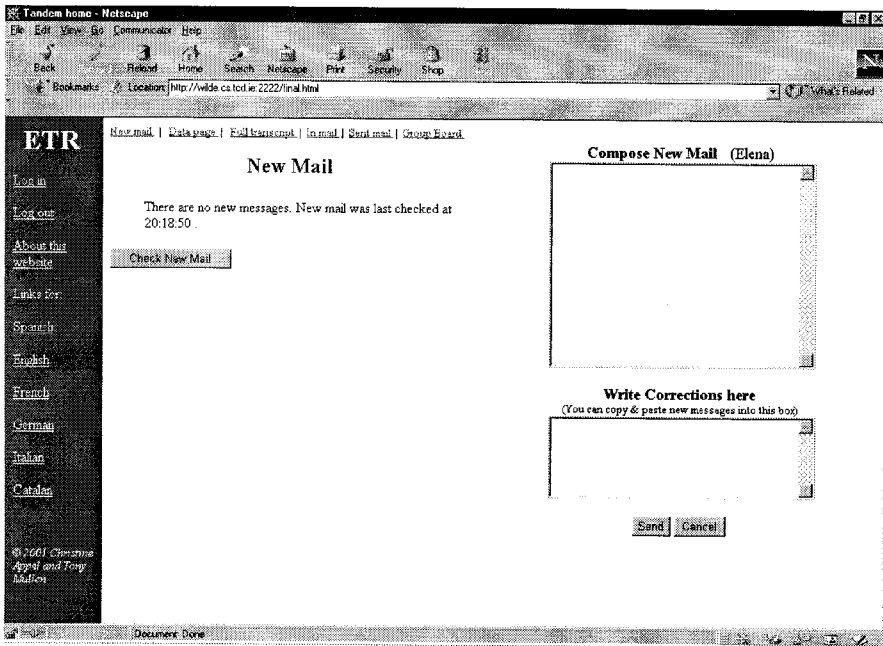 Tandem home - Netscape
File Edit View Go Communicator Help
Back Reload Home Search Netscape Print Security Shop
Bookmarks Location: http://wilde.cs.tcd.ie:2222/final.html What's Related
ETR
Log in
Log out
About this
website
Links for:
Spanish
English
French
German
Italian
Catalan
© 2001 Christine
Appel and Tony
Mullen
New mail | Data page | Full transcript | In mail | Sent mail | Group Board
New Mail
There are no new messages. New mail was last checked at
20:18:50 .
Check New Mail
Compose New Mail (Elena)
Write Corrections here
(You can copy & paste new messages into this box)
Send Cancel
Document: Done